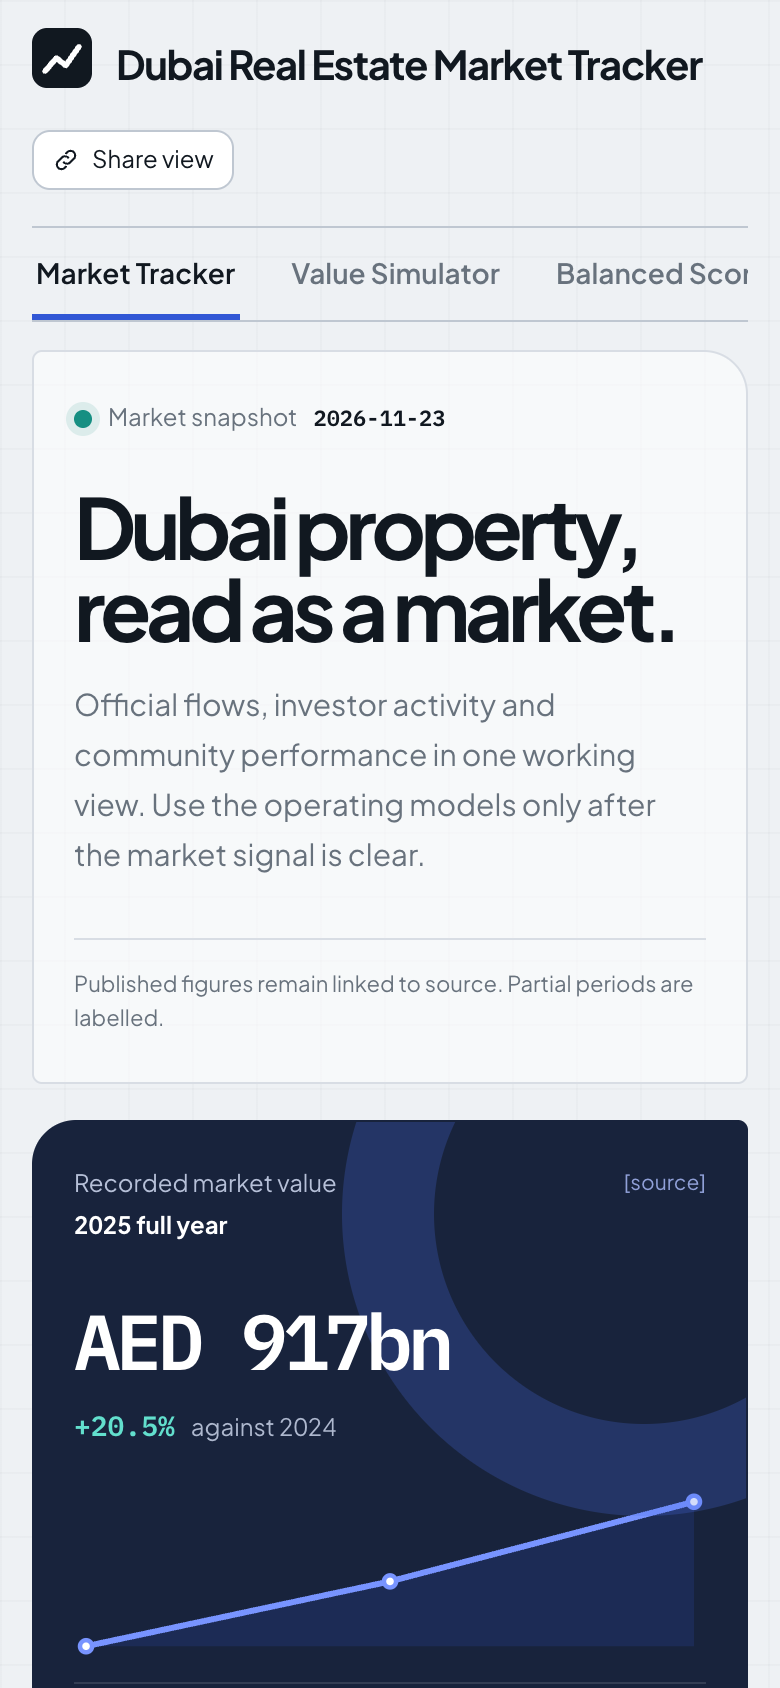 Dubai Real Estate Market Tracker
Share view
Market Tracker Value Simulator Balanced Scor
Market snapshot 2026-11-23
Dubai property,
read as a market.
Official flows, investor activity and
community performance in one working
view. Use the operating models only after
the market signal is clear.
Published figures remain linked to source. Partial periods are
labelled.
Recorded market value [source]
2025 full year
AED 917bn
+20.5% against 2024